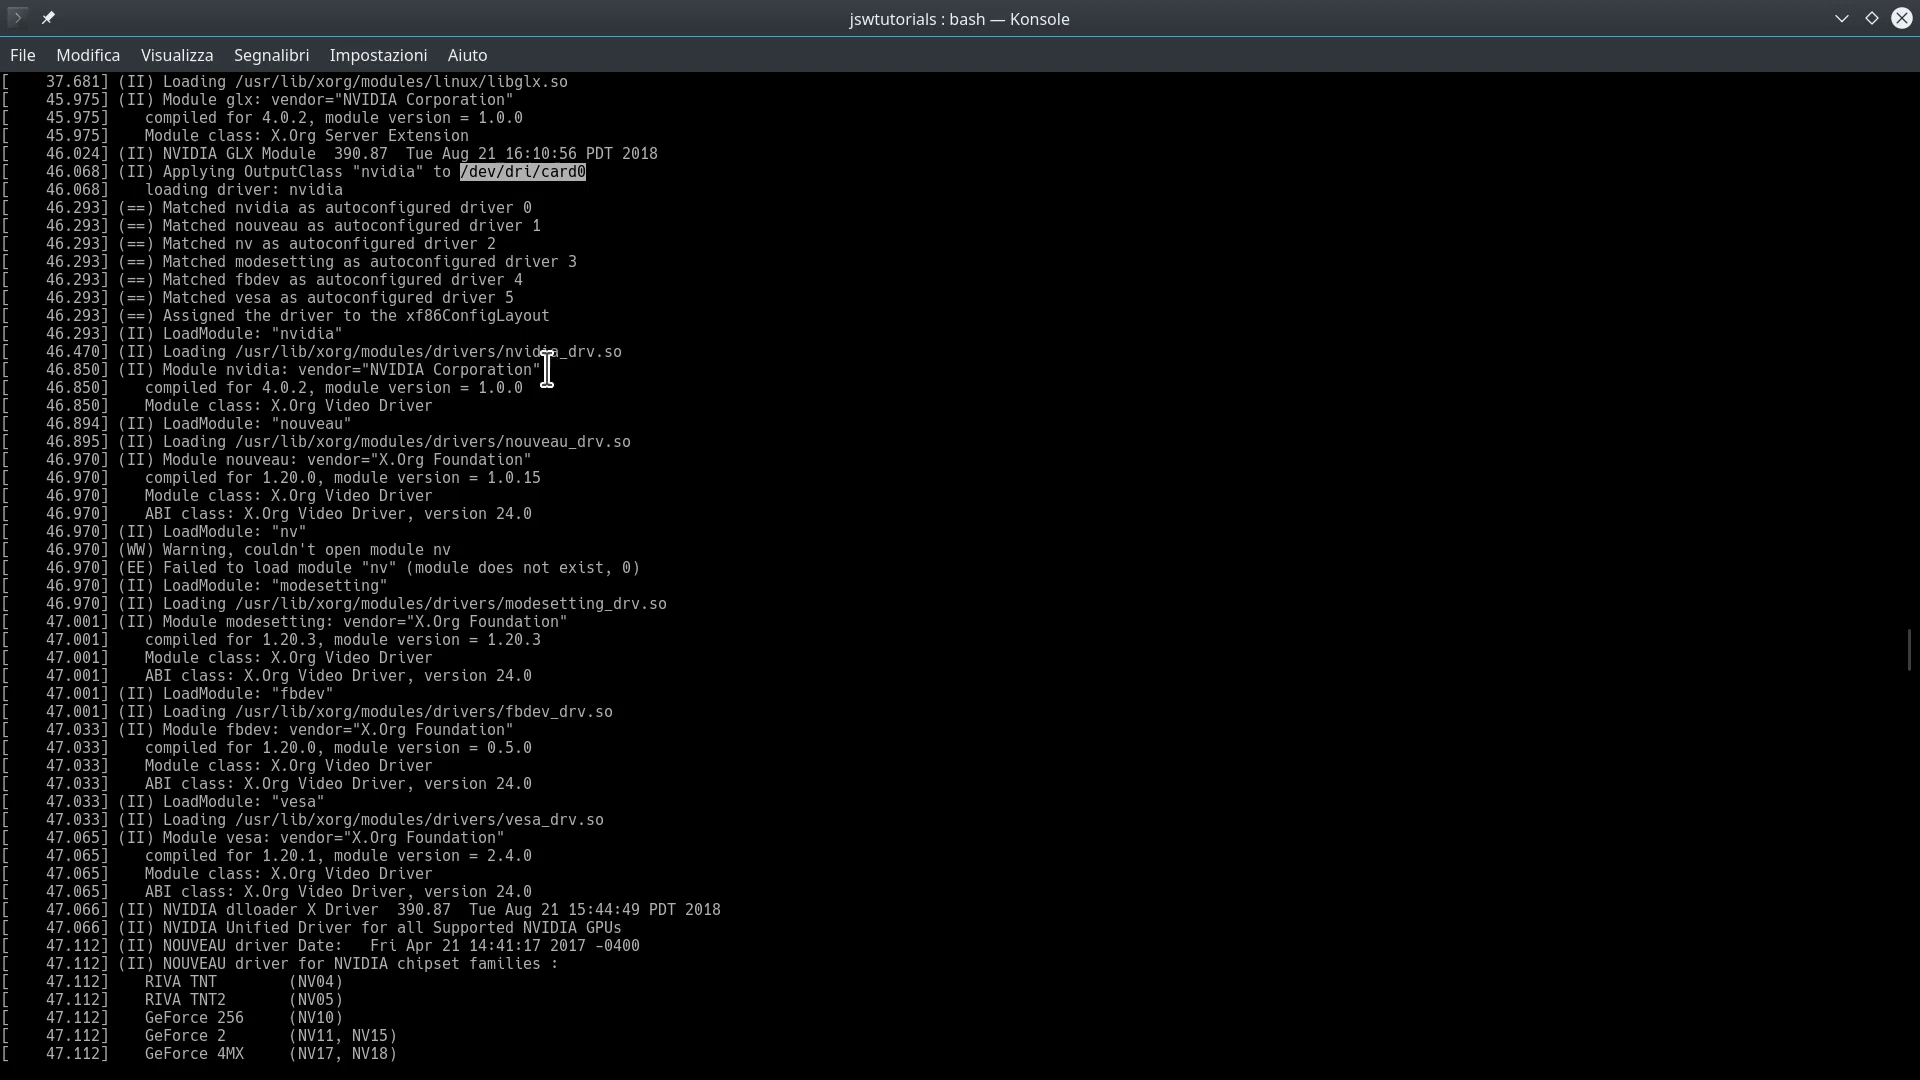 jswtutorials : bash — Konsole
File Modifica Visualizza Segnalibri Impostazioni Aiuto
[    37.681] (II) Loading /usr/lib/xorg/modules/linux/libglx.so
[    45.975] (II) Module glx: vendor="NVIDIA Corporation"
[    45.975]    compiled for 4.0.2, module version = 1.0.0
[    45.975]    Module class: X.Org Server Extension
[    46.024] (II) NVIDIA GLX Module  390.87  Tue Aug 21 16:10:56 PDT 2018
[    46.068] (II) Applying OutputClass "nvidia" to /dev/dri/card0
[    46.068]    loading driver: nvidia
[    46.293] (==) Matched nvidia as autoconfigured driver 0
[    46.293] (==) Matched nouveau as autoconfigured driver 1
[    46.293] (==) Matched nv as autoconfigured driver 2
[    46.293] (==) Matched modesetting as autoconfigured driver 3
[    46.293] (==) Matched fbdev as autoconfigured driver 4
[    46.293] (==) Matched vesa as autoconfigured driver 5
[    46.293] (==) Assigned the driver to the xf86ConfigLayout
[    46.293] (II) LoadModule: "nvidia"
[    46.470] (II) Loading /usr/lib/xorg/modules/drivers/nvidia_drv.so
[    46.850] (II) Module nvidia: vendor="NVIDIA Corporation"
[    46.850]    compiled for 4.0.2, module version = 1.0.0
[    46.850]    Module class: X.Org Video Driver
[    46.894] (II) LoadModule: "nouveau"
[    46.895] (II) Loading /usr/lib/xorg/modules/drivers/nouveau_drv.so
[    46.970] (II) Module nouveau: vendor="X.Org Foundation"
[    46.970]    compiled for 1.20.0, module version = 1.0.15
[    46.970]    Module class: X.Org Video Driver
[    46.970]    ABI class: X.Org Video Driver, version 24.0
[    46.970] (II) LoadModule: "nv"
[    46.970] (WW) Warning, couldn't open module nv
[    46.970] (EE) Failed to load module "nv" (module does not exist, 0)
[    46.970] (II) LoadModule: "modesetting"
[    46.970] (II) Loading /usr/lib/xorg/modules/drivers/modesetting_drv.so
[    47.001] (II) Module modesetting: vendor="X.Org Foundation"
[    47.001]    compiled for 1.20.3, module version = 1.20.3
[    47.001]    Module class: X.Org Video Driver
[    47.001]    ABI class: X.Org Video Driver, version 24.0
[    47.001] (II) LoadModule: "fbdev"
[    47.001] (II) Loading /usr/lib/xorg/modules/drivers/fbdev_drv.so
[    47.033] (II) Module fbdev: vendor="X.Org Foundation"
[    47.033]    compiled for 1.20.0, module version = 0.5.0
[    47.033]    Module class: X.Org Video Driver
[    47.033]    ABI class: X.Org Video Driver, version 24.0
[    47.033] (II) LoadModule: "vesa"
[    47.033] (II) Loading /usr/lib/xorg/modules/drivers/vesa_drv.so
[    47.065] (II) Module vesa: vendor="X.Org Foundation"
[    47.065]    compiled for 1.20.1, module version = 2.4.0
[    47.065]    Module class: X.Org Video Driver
[    47.065]    ABI class: X.Org Video Driver, version 24.0
[    47.066] (II) NVIDIA dlloader X Driver  390.87  Tue Aug 21 15:44:49 PDT 2018
[    47.066] (II) NVIDIA Unified Driver for all Supported NVIDIA GPUs
[    47.112] (II) NOUVEAU driver Date:   Fri Apr 21 14:41:17 2017 -0400
[    47.112] (II) NOUVEAU driver for NVIDIA chipset families :
[    47.112]    RIVA TNT        (NV04)
[    47.112]    RIVA TNT2       (NV05)
[    47.112]    GeForce 256     (NV10)
[    47.112]    GeForce 2       (NV11, NV15)
[    47.112]    GeForce 4MX     (NV17, NV18)